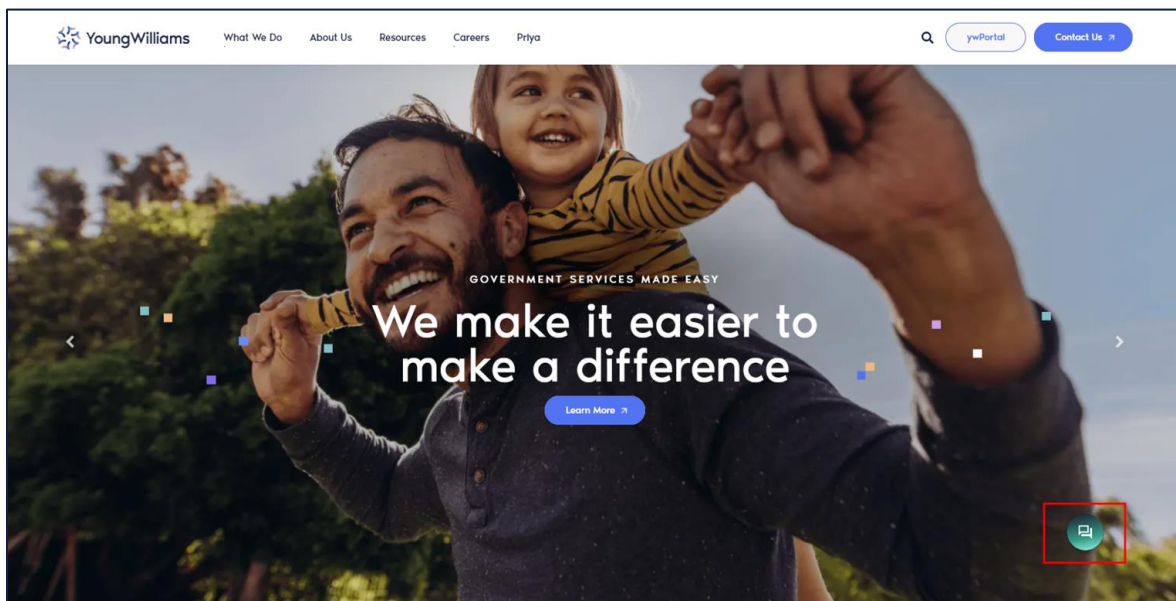 YoungWilliams
What We Do
About Us
Resources
Careers
Priya
ywPortal
Contact Us
GOVERNMENT SERVICES MADE EASY
We make it easier to
make a difference
Learn More